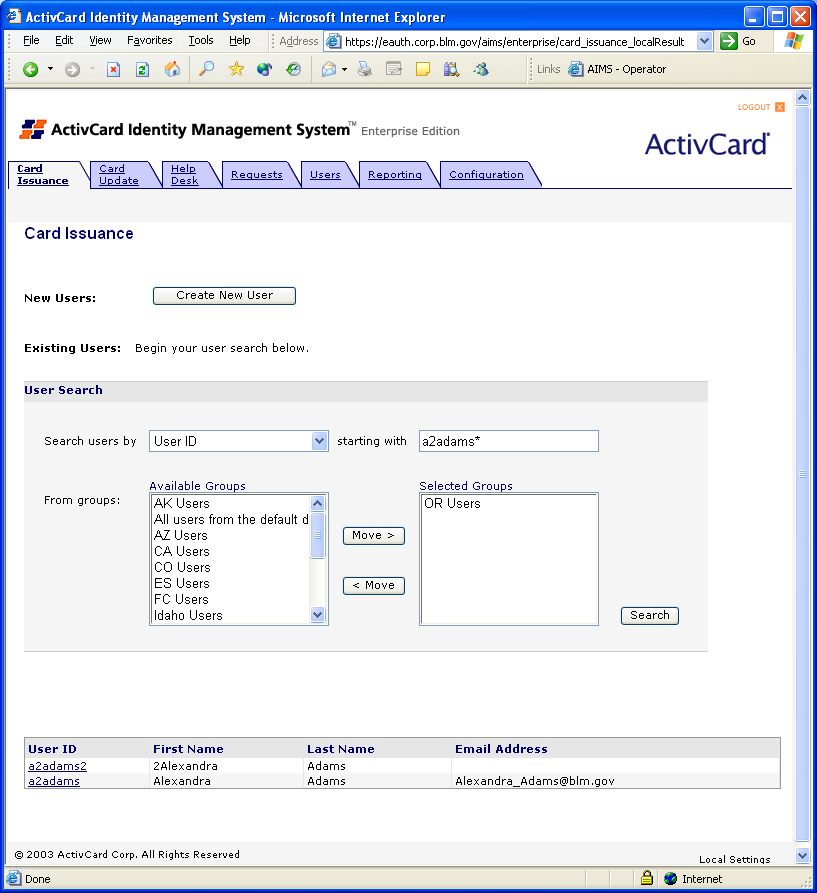 ActivCard Identity Management System - Microsoft Internet Explorer
File Edit View Favorites Tools Help Address https://eauth.corp.blm.gov/aims/enterprise/card_issuance_localResult Go
Links AIMS - Operator
LOGOUT X
ActivCard Identity Management System™ Enterprise Edition
ActivCard
Card Issuance
Card Update
Help Desk
Requests
Users
Reporting
Configuration
Card Issuance
New Users: Create New User
Existing Users: Begin your user search below.
User Search
Search users by User ID starting with a2adams*
Available Groups Selected Groups
From groups:
AK Users
All users from the default d
AZ Users
CA Users
CO Users
ES Users
FC Users
Idaho Users
Move >
< Move
OR Users
Search
User ID First Name Last Name Email Address
a2adams2 2Alexandra Adams
a2adams Alexandra Adams Alexandra_Adams@blm.gov
© 2003 ActivCard Corp. All Rights Reserved
Local Settings
Done Internet